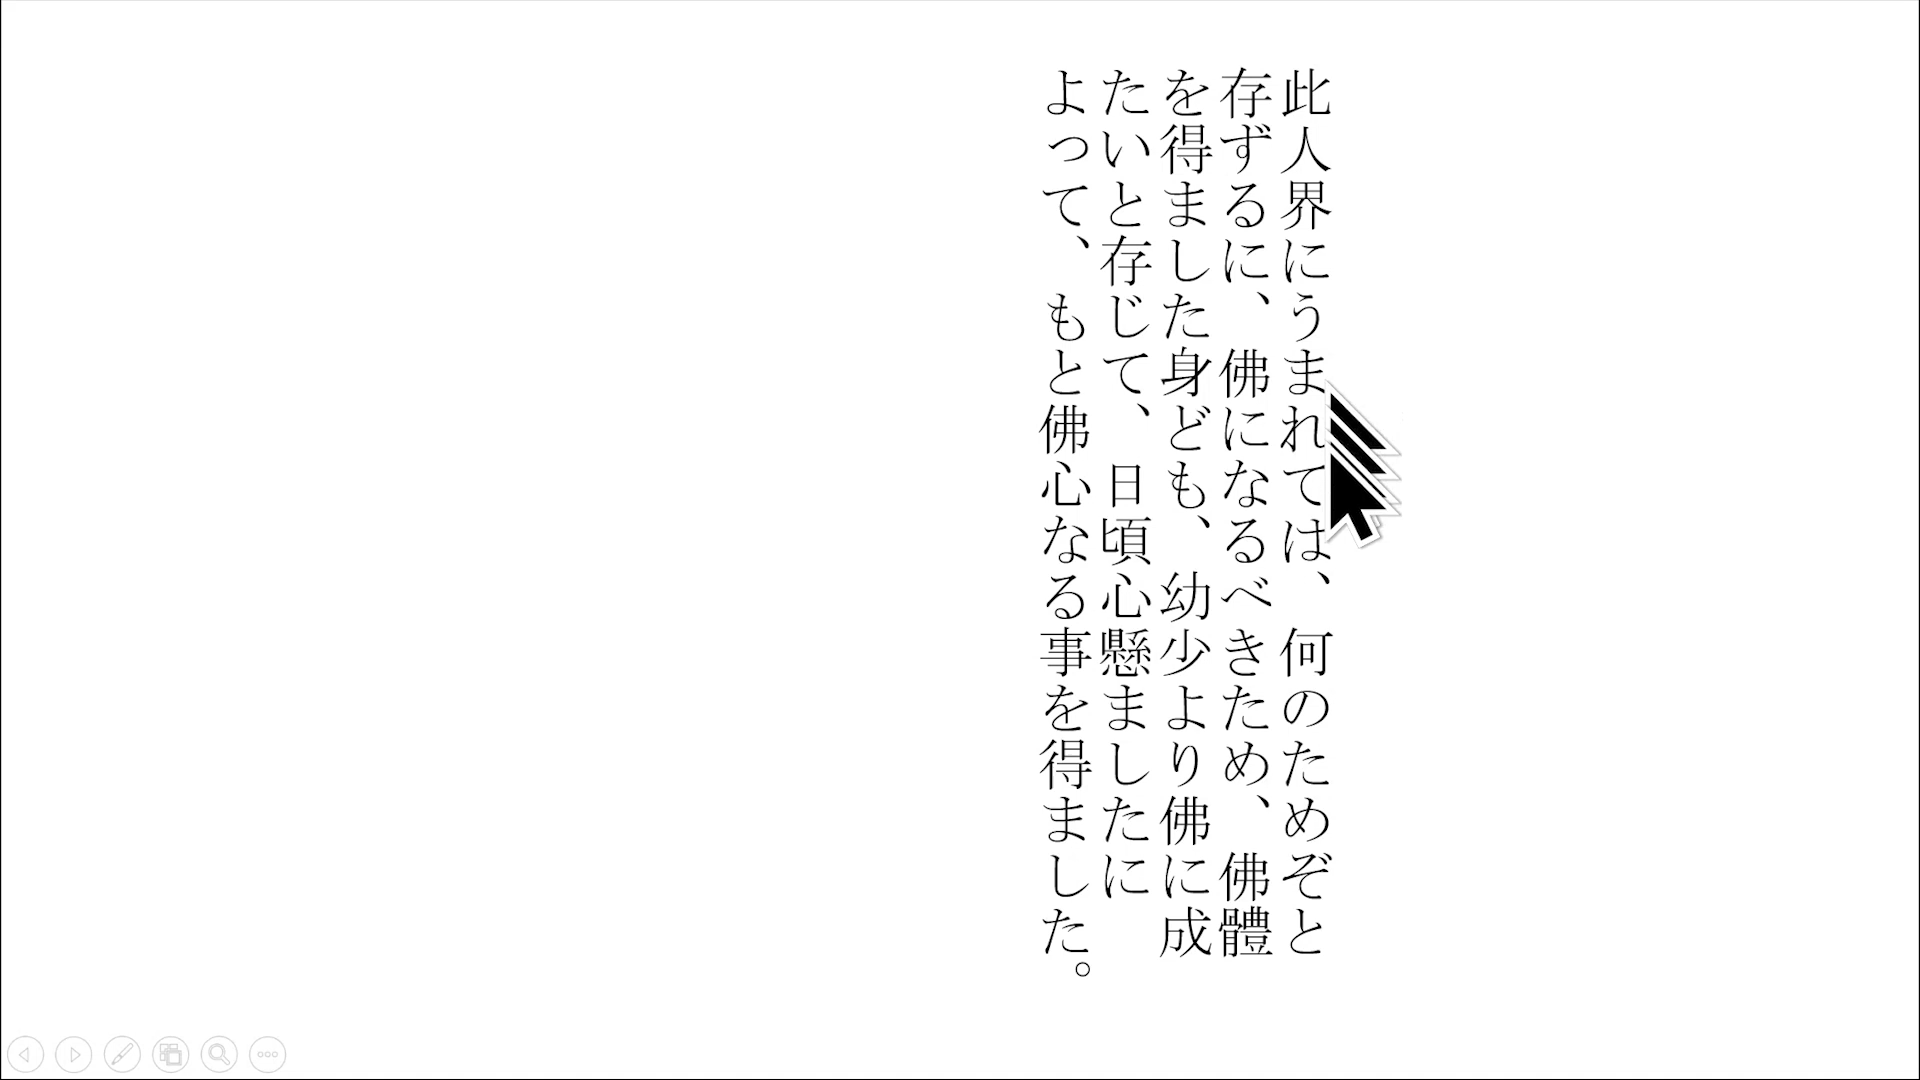 此人界にうまれては、何のためぞと
存ずるに、佛になるべきため、佛體
を得ました身ども、幼少より佛に成
たいと存じて、日頃心懸ましたに
よって、もと佛心なる事を得ました。